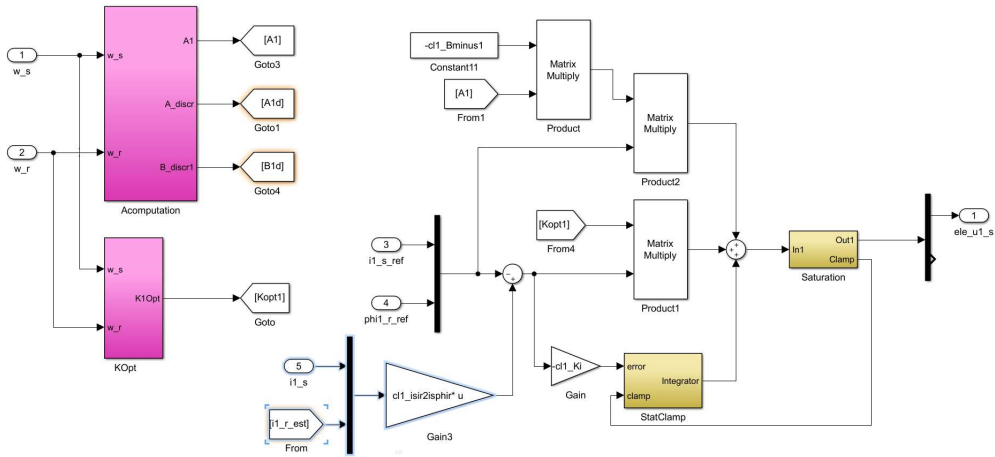 1
w_s
2
w_r
w_s
w_r
A1
A_discr
B_discr1
Acomputation
[A1]
Goto3
[A1d]
Goto1
[B1d]
Goto4
w_s
w_r
K1Opt
KOpt
[Kopt1]
Goto
-cl1_Bminus1
Constant11
[A1]
From1
Matrix
Multiply
Product
Matrix
Multiply
Product2
3
i1_s_ref
4
phi1_r_ref
[Kopt1]
From4
Matrix
Multiply
Product1
5
i1_s
[i1_r_est]
From
cl1_isir2isphir* u
Gain3
-cl1_Ki
Gain
error
clamp
Integrator
StatClamp
In1
Out1
Clamp
Saturation
1
ele_u1_s